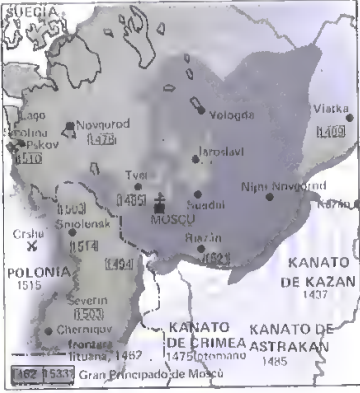 SUECIA
Lago
Novgorod
Pskov
1478
1510
Vologda
Viatka
1489
Iaroslavl
Tver
1485
MOSCÚ
Suzdal
Nijni Novgorod
Kazán
1503
Smolensk
1514
1494
Orsha
Riazán
1521
POLONIA
1515
KANATO
DE KAZAN
1437
Severin
1503
Chernigov
frontera
lituana, 1462
KANATO
DE CRIMEA
1475 otomano
KANATO DE
ASTRAKAN
1485
1462 1533 Gran Principado de Moscú